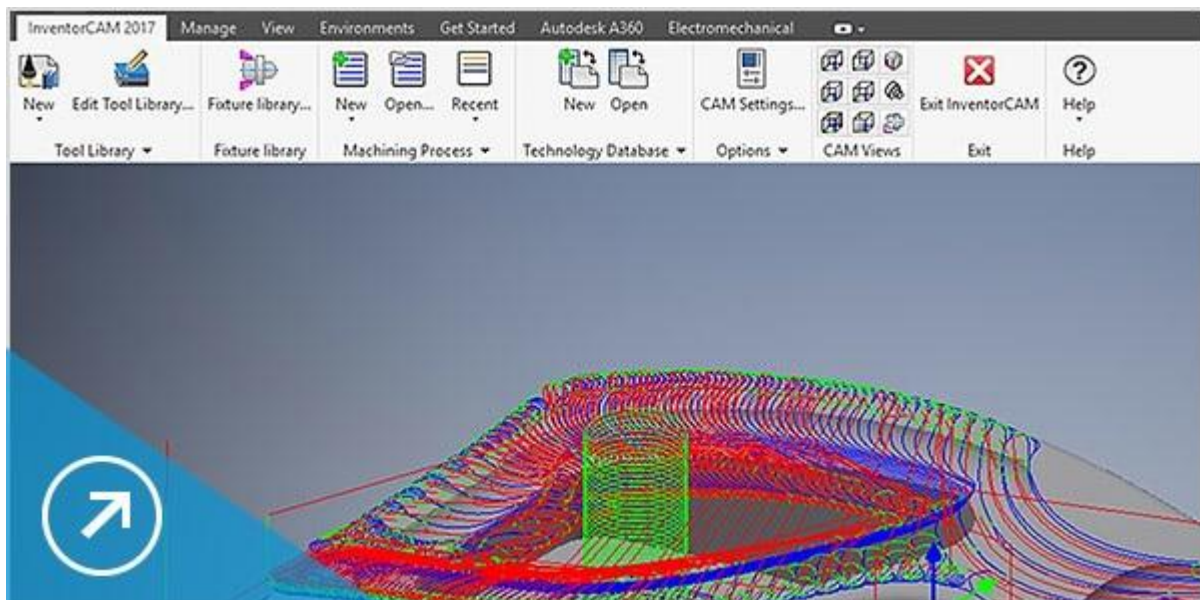 InventorCAM 2017 Manage View Environments Get Started Autodesk A360 Electromechanical
New Edit Tool Library... Fixture library... New Open... Recent New Open CAM Settings... Exit InventorCAM Help
Tool Library Fixture library Machining Process Technology Database Options CAM Views Exit Help